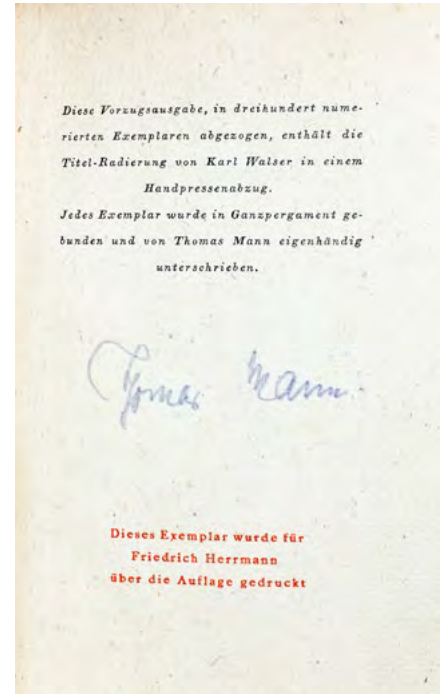 Diese Vorzugsausgabe, in dreihundert nume-
rierten Exemplaren abgezogen, enthält die
Titel-Radierung von Karl Walser in einem
Handpressenabzug.
Jedes Exemplar wurde in Ganzpergament ge-
bunden und von Thomas Mann eigenhändig
unterschrieben.
Thomas Mann.
Dieses Exemplar wurde für
Friedrich Herrmann
über die Auflage gedruckt